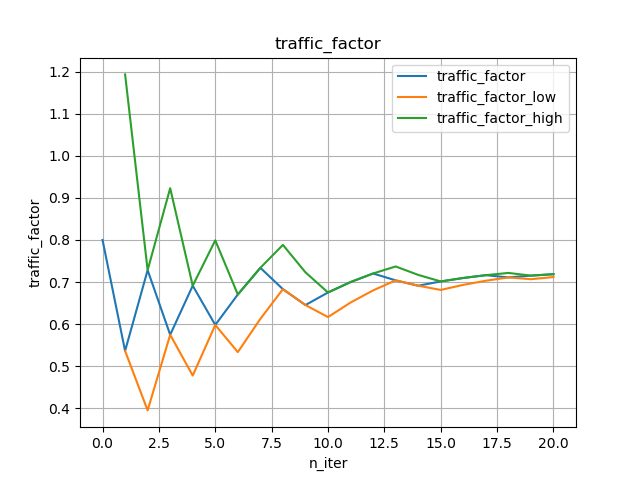 traffic_factor
traffic_factor
traffic_factor_low
traffic_factor_high
1.2
1.1
1.0
0.9
0.8
0.7
0.6
0.5
0.4
traffic_factor
0.0 2.5 5.0 7.5 10.0 12.5 15.0 17.5 20.0
n_iter